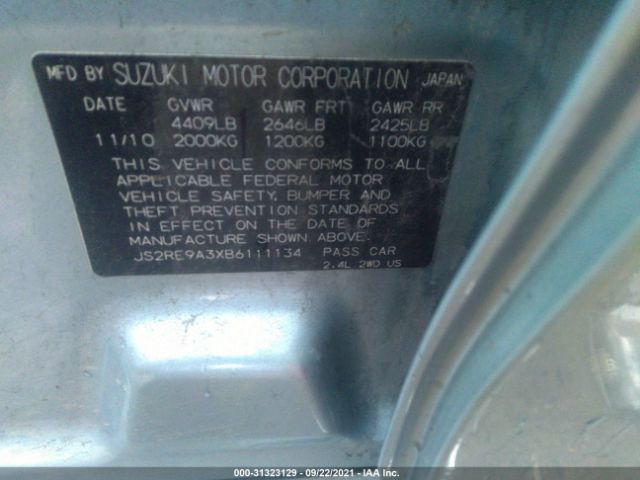 MFD BY SUZUKI MOTOR CORPORATION JAPAN
DATE GVWR GAWR FRT GAWR RR
4409LB 2646LB 2425LB
11/10 2000KG 1200KG 1100KG
THIS VEHICLE CONFORMS TO ALL
APPLICABLE FEDERAL MOTOR
VEHICLE SAFETY, BUMPER AND
THEFT PREVENTION STANDARDS
IN EFFECT ON THE DATE OF
MANUFACTURE SHOWN ABOVE.
JS2RE9A3XB6111134 PASS CAR
2.4L 2WD US
000-31323129 - 09/22/2021 - IAA Inc.